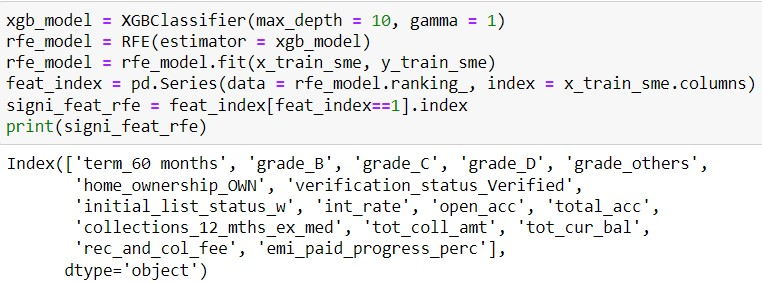 xgb_model = XGBClassifier(max_depth = 10, gamma = 1)
rfe_model = RFE(estimator = xgb_model)
rfe_model = rfe_model.fit(x_train_sme, y_train_sme)
feat_index = pd.Series(data = rfe_model.ranking_, index = x_train_sme.columns)
signi_feat_rfe = feat_index[feat_index==1].index
print(signi_feat_rfe)
Index(['term_60 months', 'grade_B', 'grade_C', 'grade_D', 'grade_others',
'home_ownership_OWN', 'verification_status_Verified',
'initial_list_status_w', 'int_rate', 'open_acc', 'total_acc',
'collections_12_mths_ex_med', 'tot_coll_amt', 'tot_cur_bal',
'rec_and_col_fee', 'emi_paid_progress_perc'],
dtype='object')